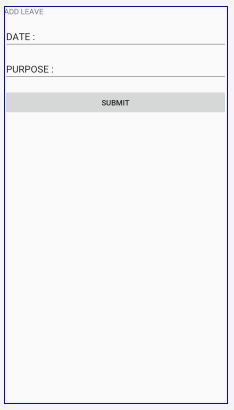 ADD LEAVE
DATE :
PURPOSE :
SUBMIT